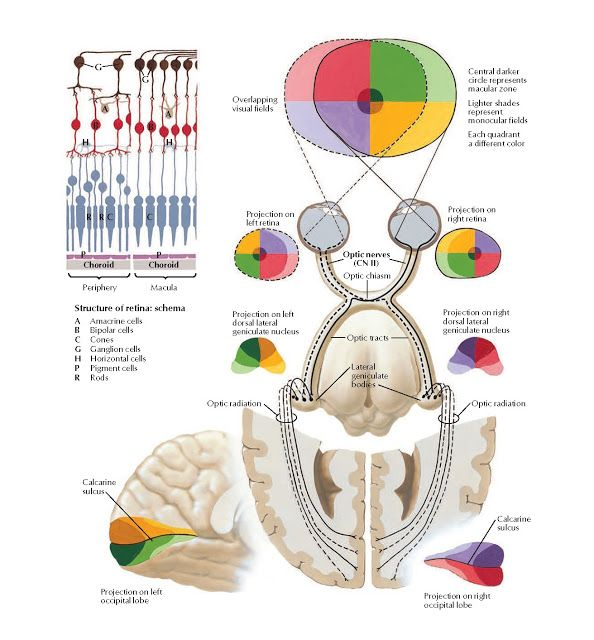 G
G
A
A
B
B
H
H
R
R
C
C
P
P
Choroid
Choroid
Periphery
Macula
Structure of retina: schema
A Amacrine cells
B Bipolar cells
C Cones
G Ganglion cells
H Horizontal cells
P Pigment cells
R Rods
Overlapping
visual fields
Central darker
circle represents
macular zone
Lighter shades
represent
monocular fields
Each quadrant
a different color
Projection on
left retina
Projection on
right retina
Optic nerves
(CN II)
Optic chiasm
Projection on left
dorsal lateral
geniculate nucleus
Projection on right
dorsal lateral
geniculate nucleus
Optic tracts
Lateral
geniculate
bodies
Optic radiation
Optic radiation
Calcarine
sulcus
Calcarine
sulcus
Projection on left
occipital lobe
Projection on right
occipital lobe